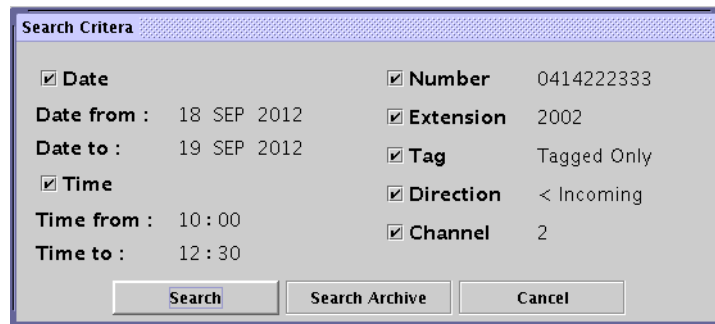 Search Critera
Date
Date from : 18 SEP 2012
Date to : 19 SEP 2012
Time
Time from : 10:00
Time to : 12:30
Number 0414222333
Extension 2002
Tag Tagged Only
Direction < Incoming
Channel 2
Search Search Archive Cancel